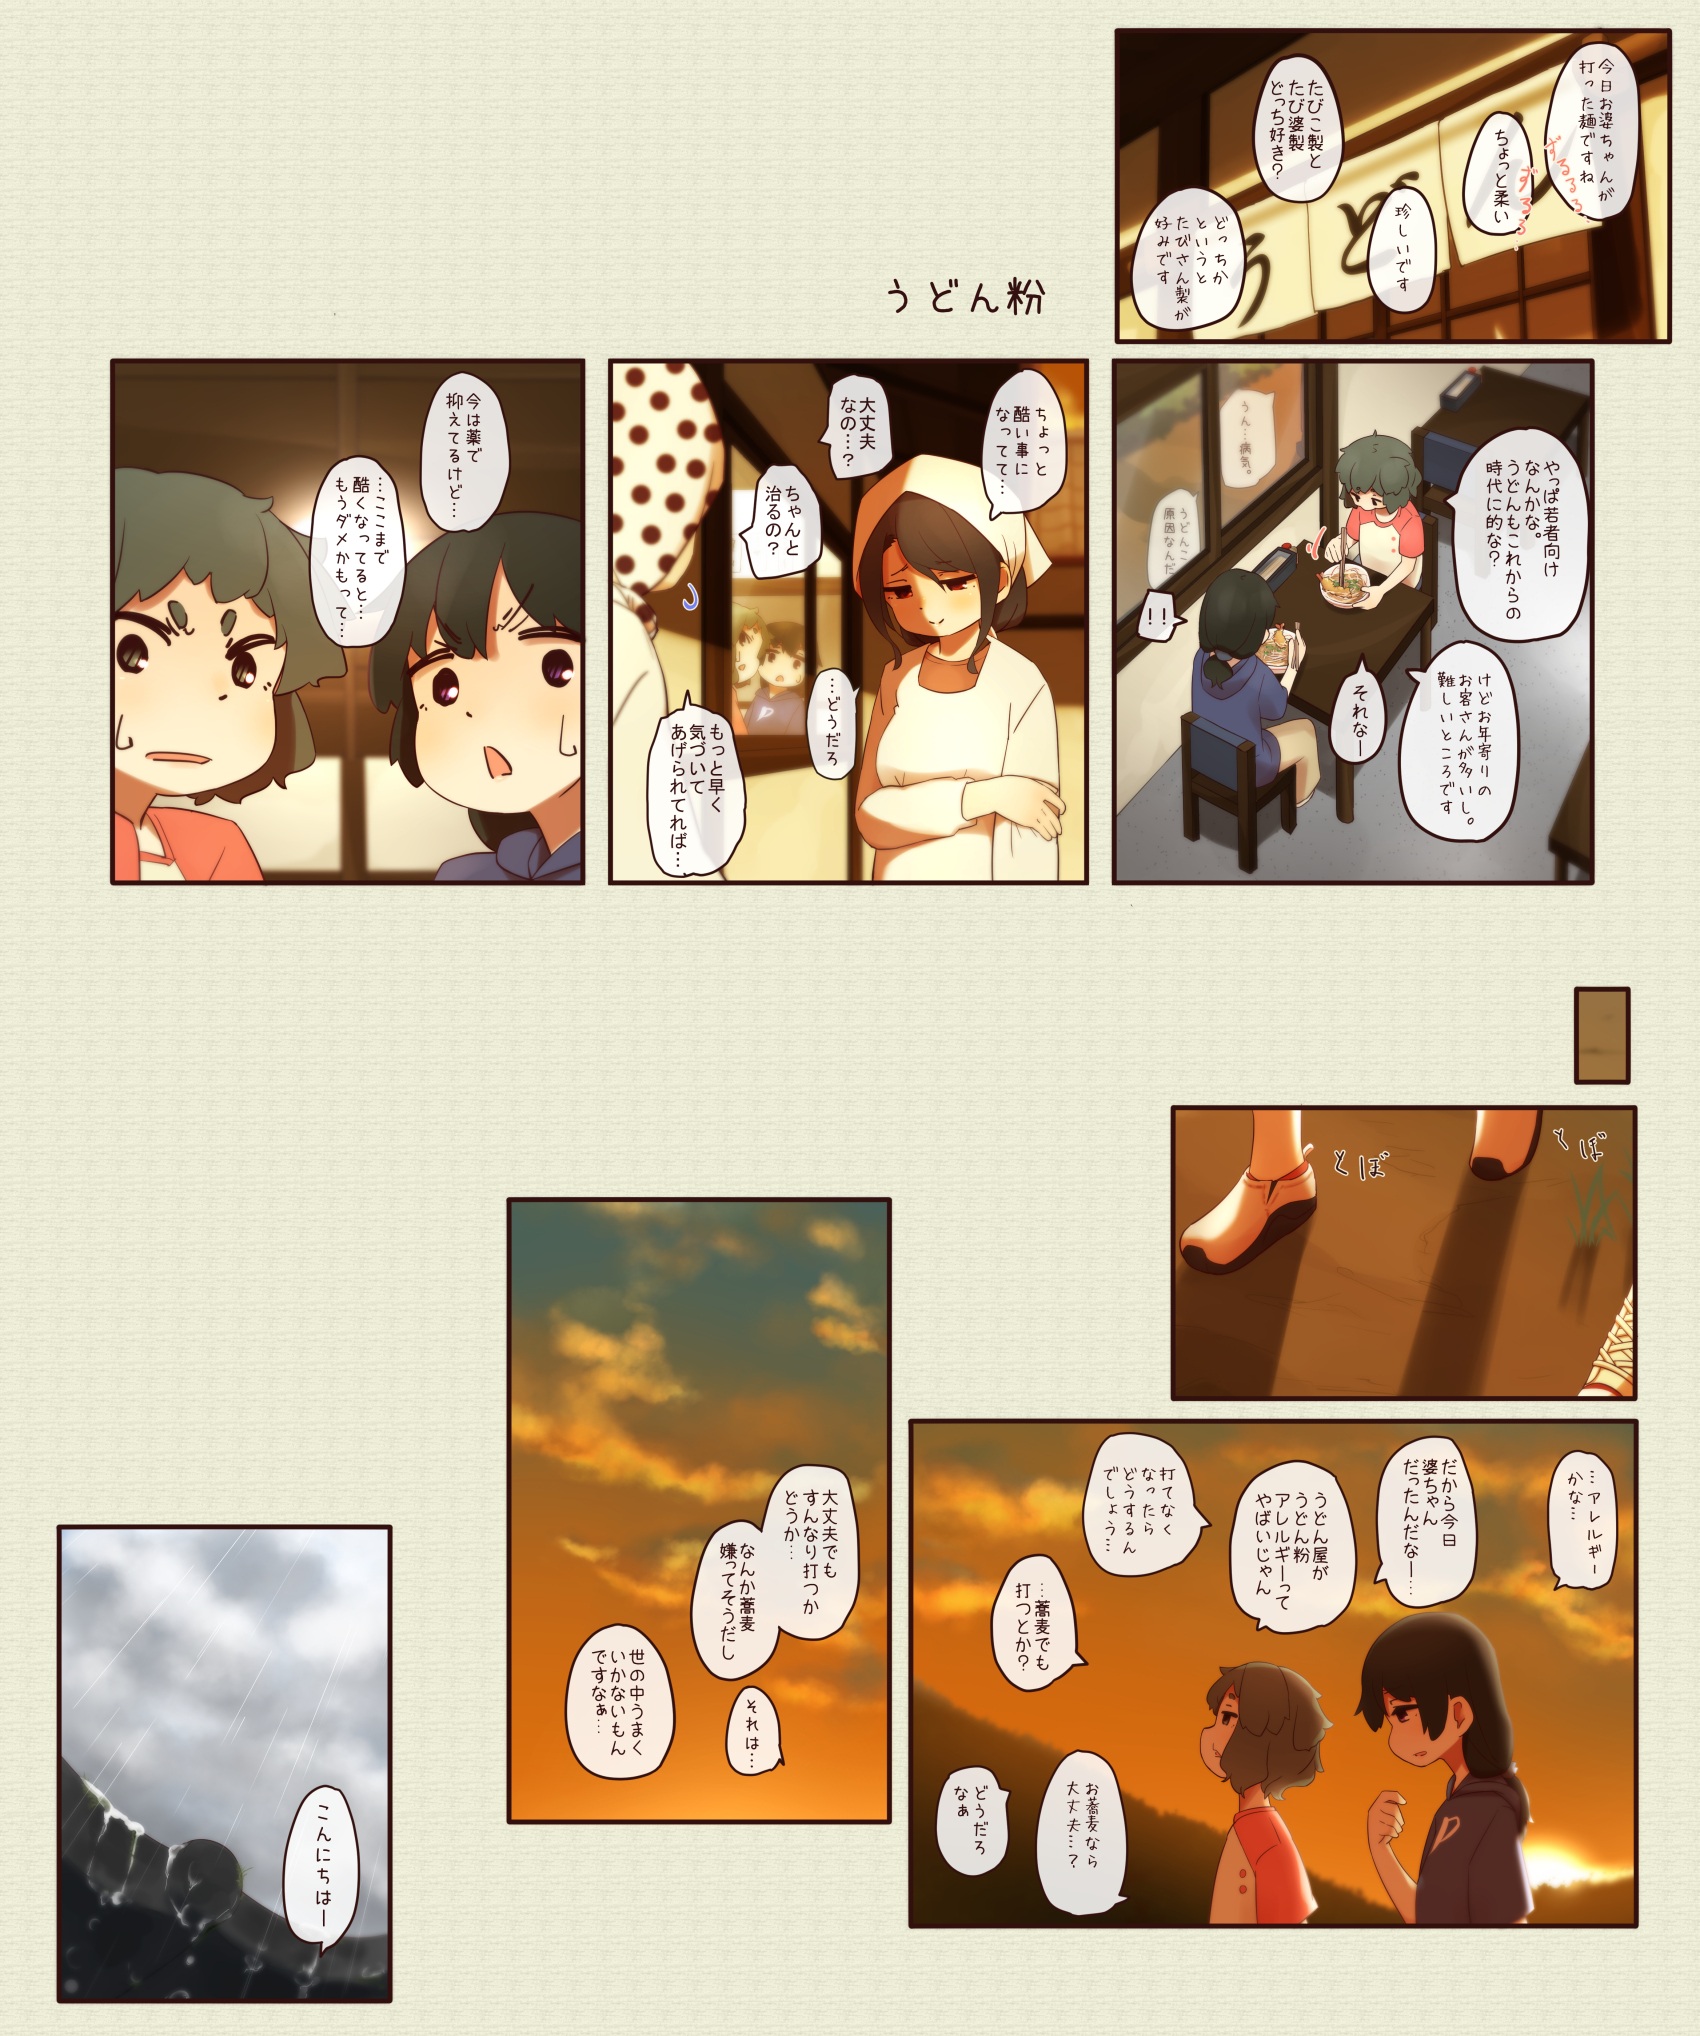 今日お婆ちゃんが
打った麺ですね
ずるるる…
ちょっと柔い
ずるる…
たびこ製と
たび婆製
どっち好き？
珍しいです
どっちか
というと
たびさん製が
好みです
うどん
うどん粉
やっぱ若者向け
なんかな。
うどんもこれからの
時代に的な？
けどお年寄りの
お客さんが多いし。
難しいところです
それなー
うん…病気。
うどんこ
原因なんだ
!!
ちょっと
酷い事に
なってて…
大丈夫
なの…？
ちゃんと
治るの？
…どうだろ
もっと早く
気づいて
あげられてれば…
今は薬で
抑えてるけど…
…ここまで
酷くなってると…
もうダメかもって…
とぼ
とぼ
…アレルギー
かな…
だから今日
婆ちゃん
だったんだなー…
うどん屋が
うどん粉
アレルギーって
やばいじゃん
打てなく
なったら
どうするん
でしょう…
…蕎麦でも
打つとか？
お蕎麦なら
大丈夫…？
どうだろ
なぁ
大丈夫でも
すんなり打つか
どうか…
なんか蕎麦
嫌ってそうだし
それは…
世の中うまく
いかないもん
ですなぁ…
こんにちはー